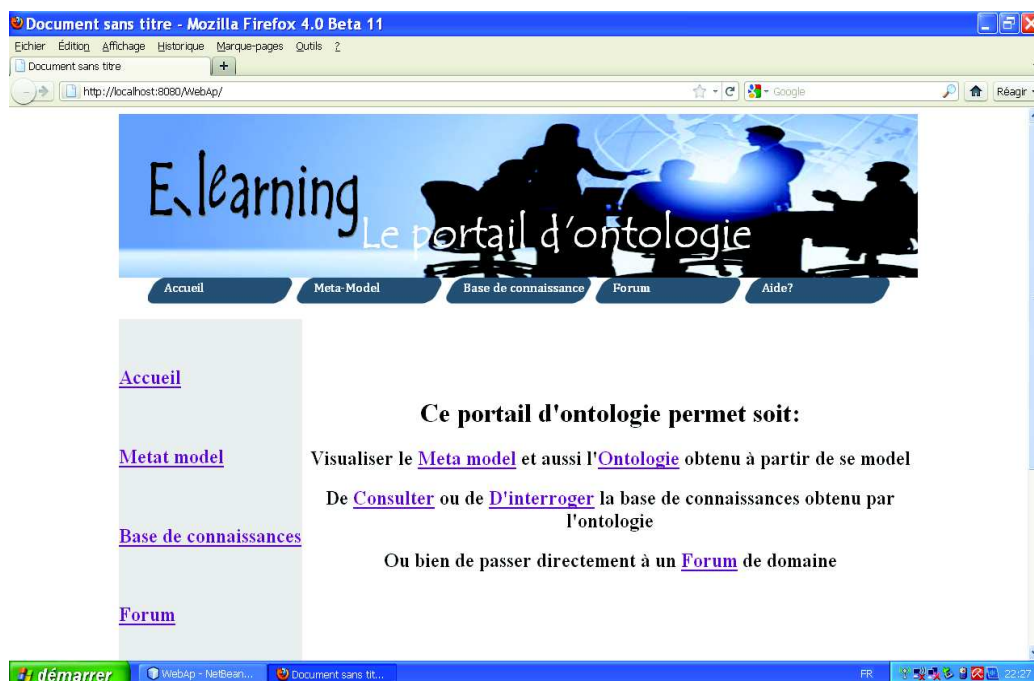 Document sans titre - Mozilla Firefox 4.0 Beta 11
Eichier Édition Affichage Historique Marque-pages Outils ?
Document sans titre +
http://localhost:8080/WebAp/ Google Réagir
E-learning
Le portail d'ontologie
Accueil Meta-Model Base de connaissance Forum Aide?
Accueil
Metat model
Base de connaissances
Forum
Ce portail d'ontologie permet soit:
Visualiser le Meta model et aussi l'Ontologie obtenu à partir de se model
De Consulter ou de D'interroger la base de connaissances obtenu par
l'ontologie
Ou bien de passer directement à un Forum de domaine
démarrer WebAp - NetBean... Document sans tit... FR 22:27